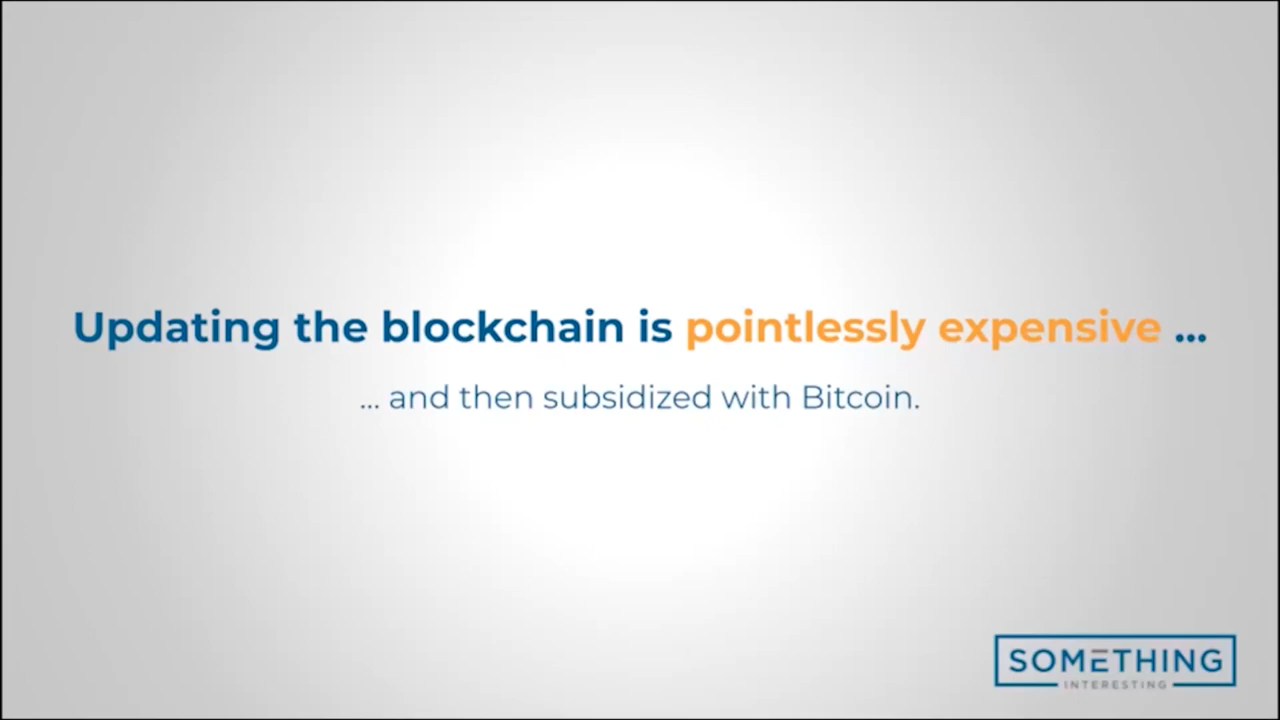 Updating the blockchain is pointlessly expensive ...
... and then subsidized with Bitcoin.
SOMETHING
INTERESTING